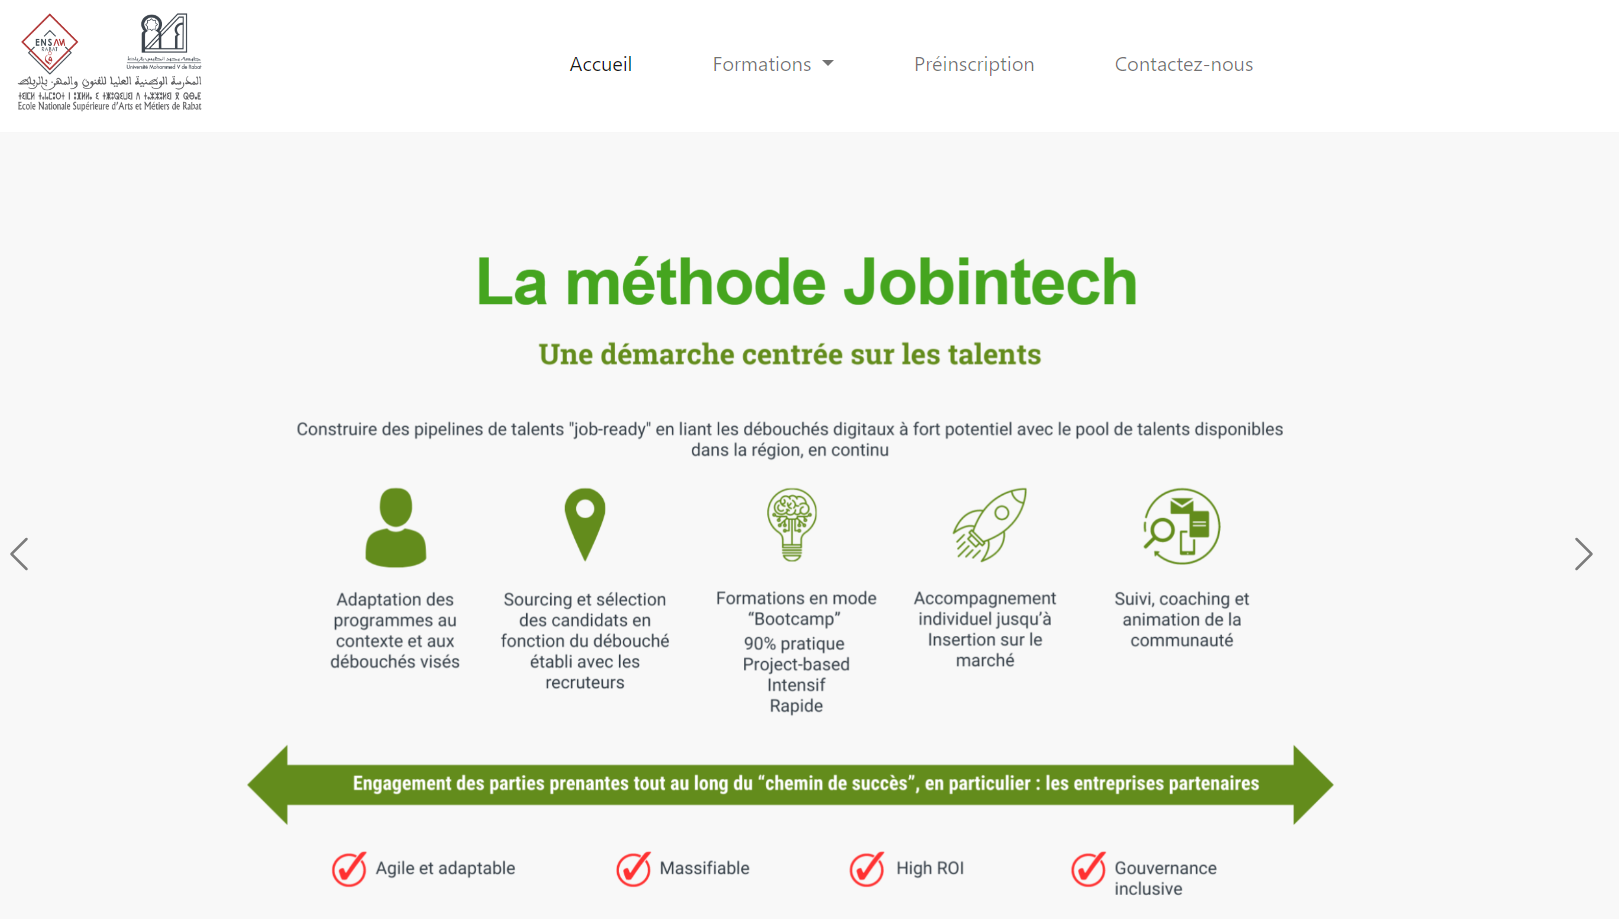 ENSAM
RABAT
Université Mohammed V de Rabat
المدرسة الوطنية العليا للفنون والمهن بالرباط
Ecole Nationale Supérieure d'Arts et Métiers de Rabat
Accueil
Formations
Préinscription
Contactez-nous
La méthode Jobintech
Une démarche centrée sur les talents
Construire des pipelines de talents "job-ready" en liant les débouchés digitaux à fort potentiel avec le pool de talents disponibles
dans la région, en continu
Adaptation des
programmes au
contexte et aux
débouchés visés
Sourcing et sélection
des candidats en
fonction du débouché
établi avec les
recruteurs
Formations en mode
“Bootcamp”
90% pratique
Project-based
Intensif
Rapide
Accompagnement
individuel jusqu’à
Insertion sur le
marché
Suivi, coaching et
animation de la
communauté
Engagement des parties prenantes tout au long du “chemin de succès”, en particulier : les entreprises partenaires
Agile et adaptable
Massifiable
High ROI
Gouvernance
inclusive